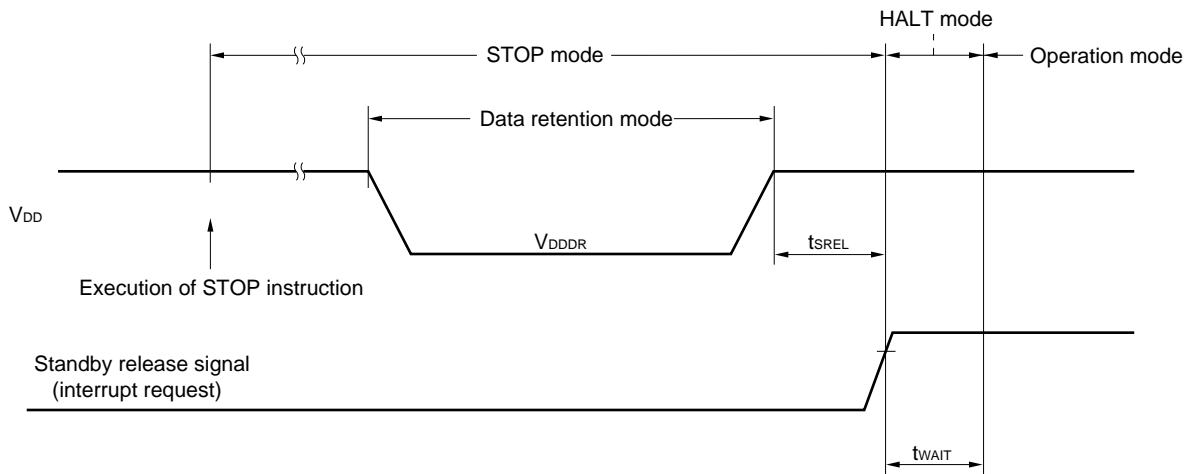 HALT mode
STOP mode
Operation mode
Data retention mode
VDD
VDDDR
tSREL
Execution of STOP instruction
Standby release signal
(interrupt request)
tWAIT